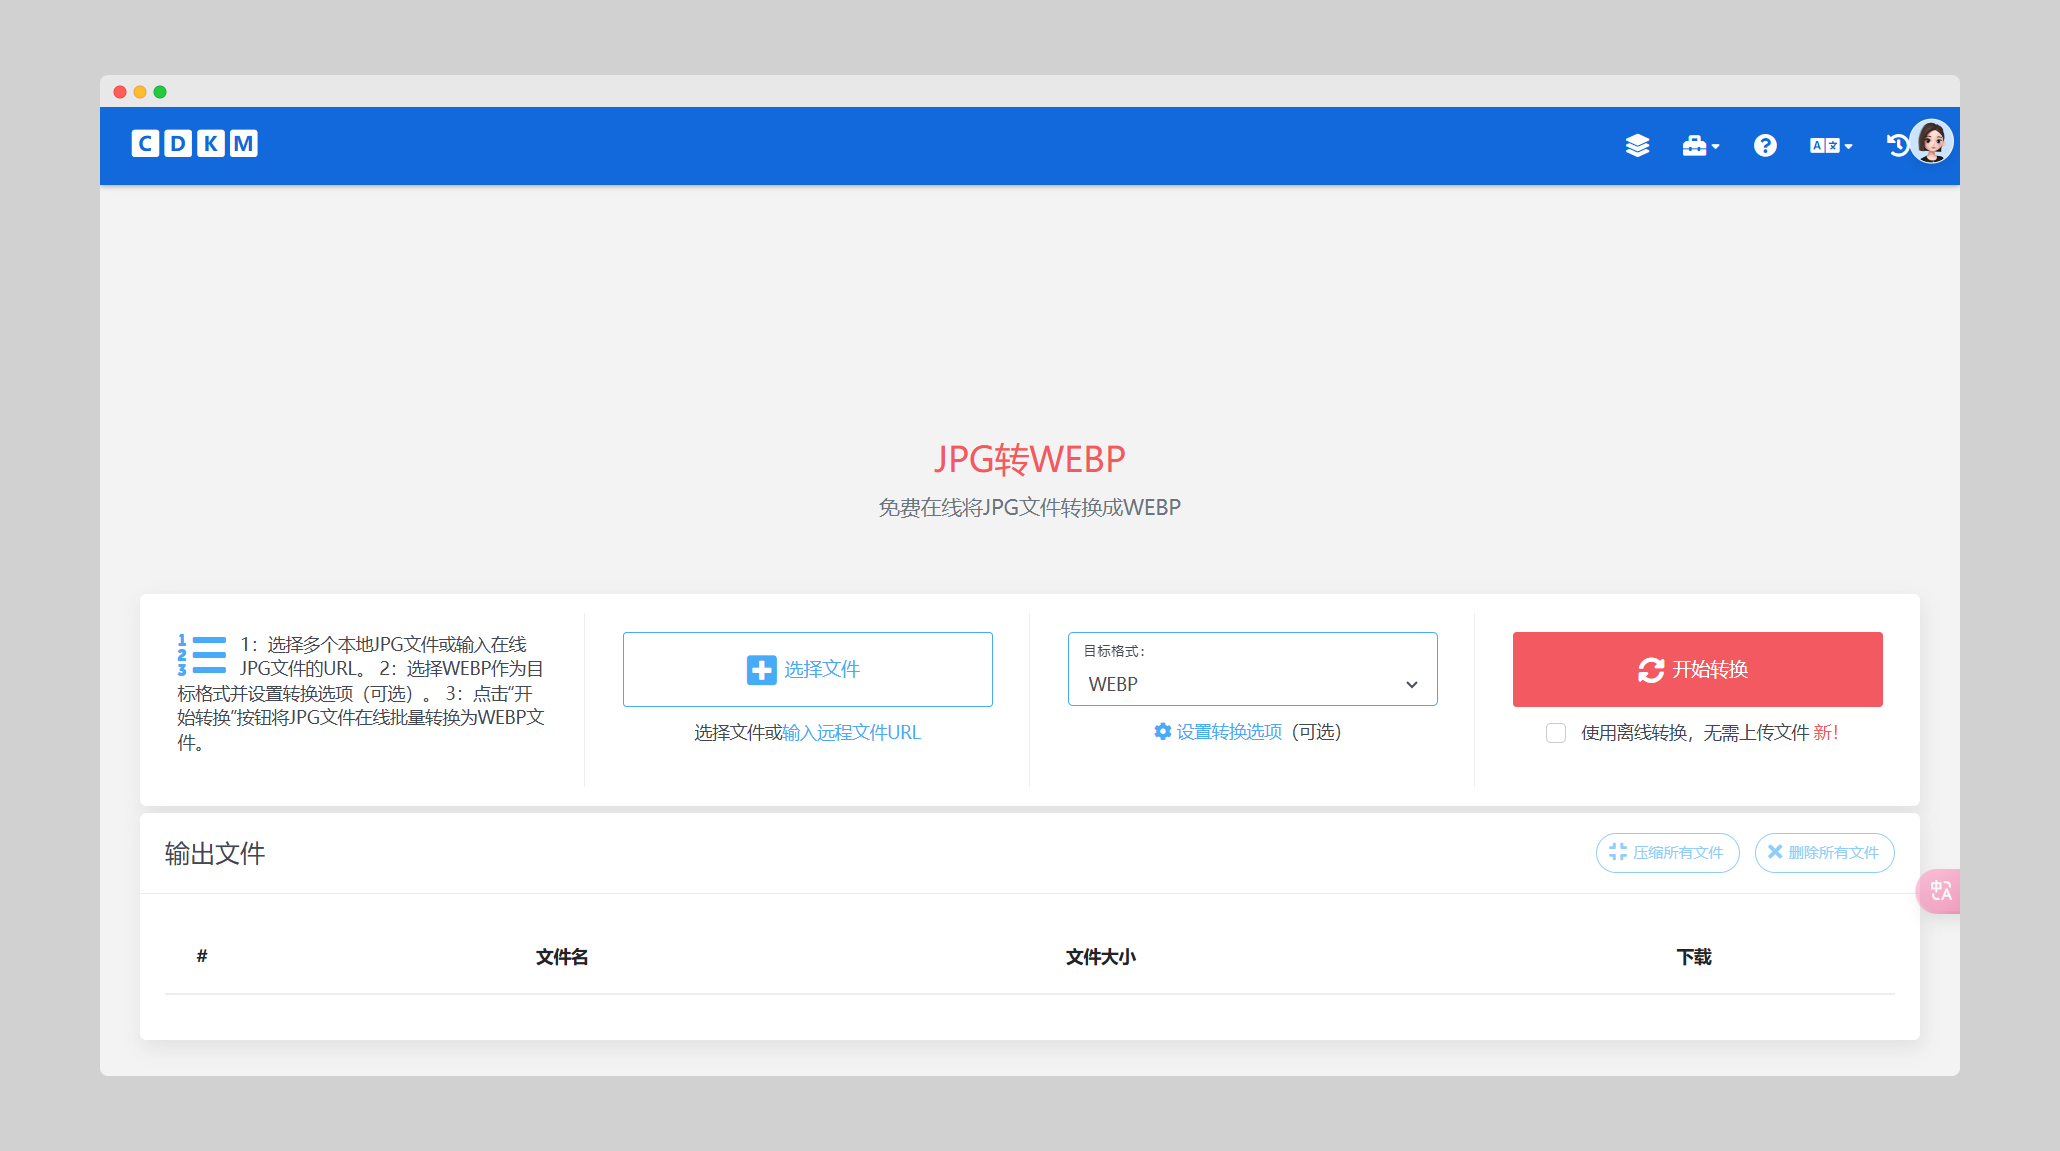 CDKM
JPG转WEBP
免费在线将JPG文件转换成WEBP
1：选择多个本地JPG文件或输入在线
JPG文件的URL。 2：选择WEBP作为目
标格式并设置转换选项（可选）。 3：点击“开
始转换”按钮将JPG文件在线批量转换为WEBP文
件。
选择文件
选择文件或输入远程文件URL
目标格式：
WEBP
设置转换选项（可选）
开始转换
使用离线转换，无需上传文件 新！
输出文件
压缩所有文件
删除所有文件
# 文件名 文件大小 下载